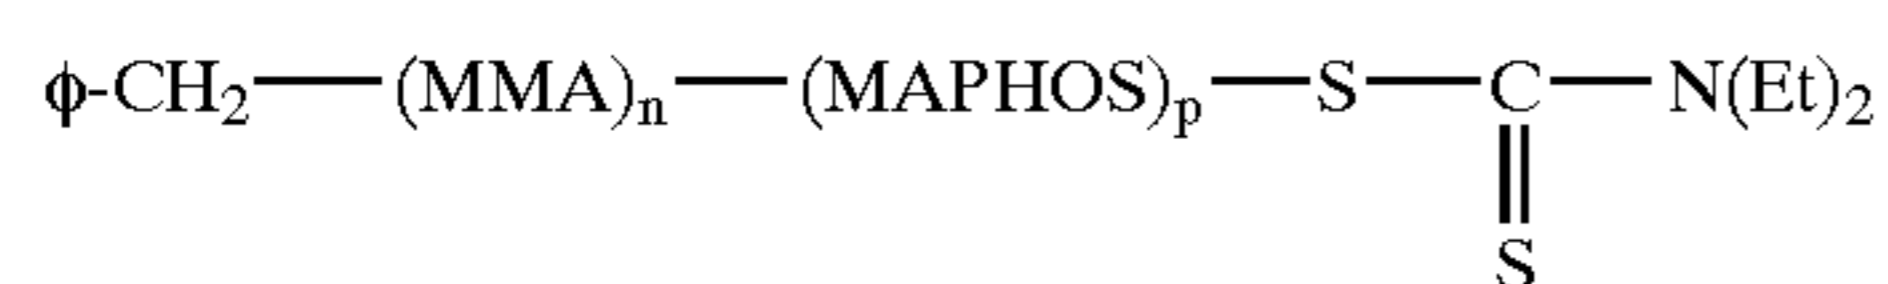 ϕ-CH₂—(MMA)ₙ—(MAPHOS)ₚ—S—C—N(Et)₂
S